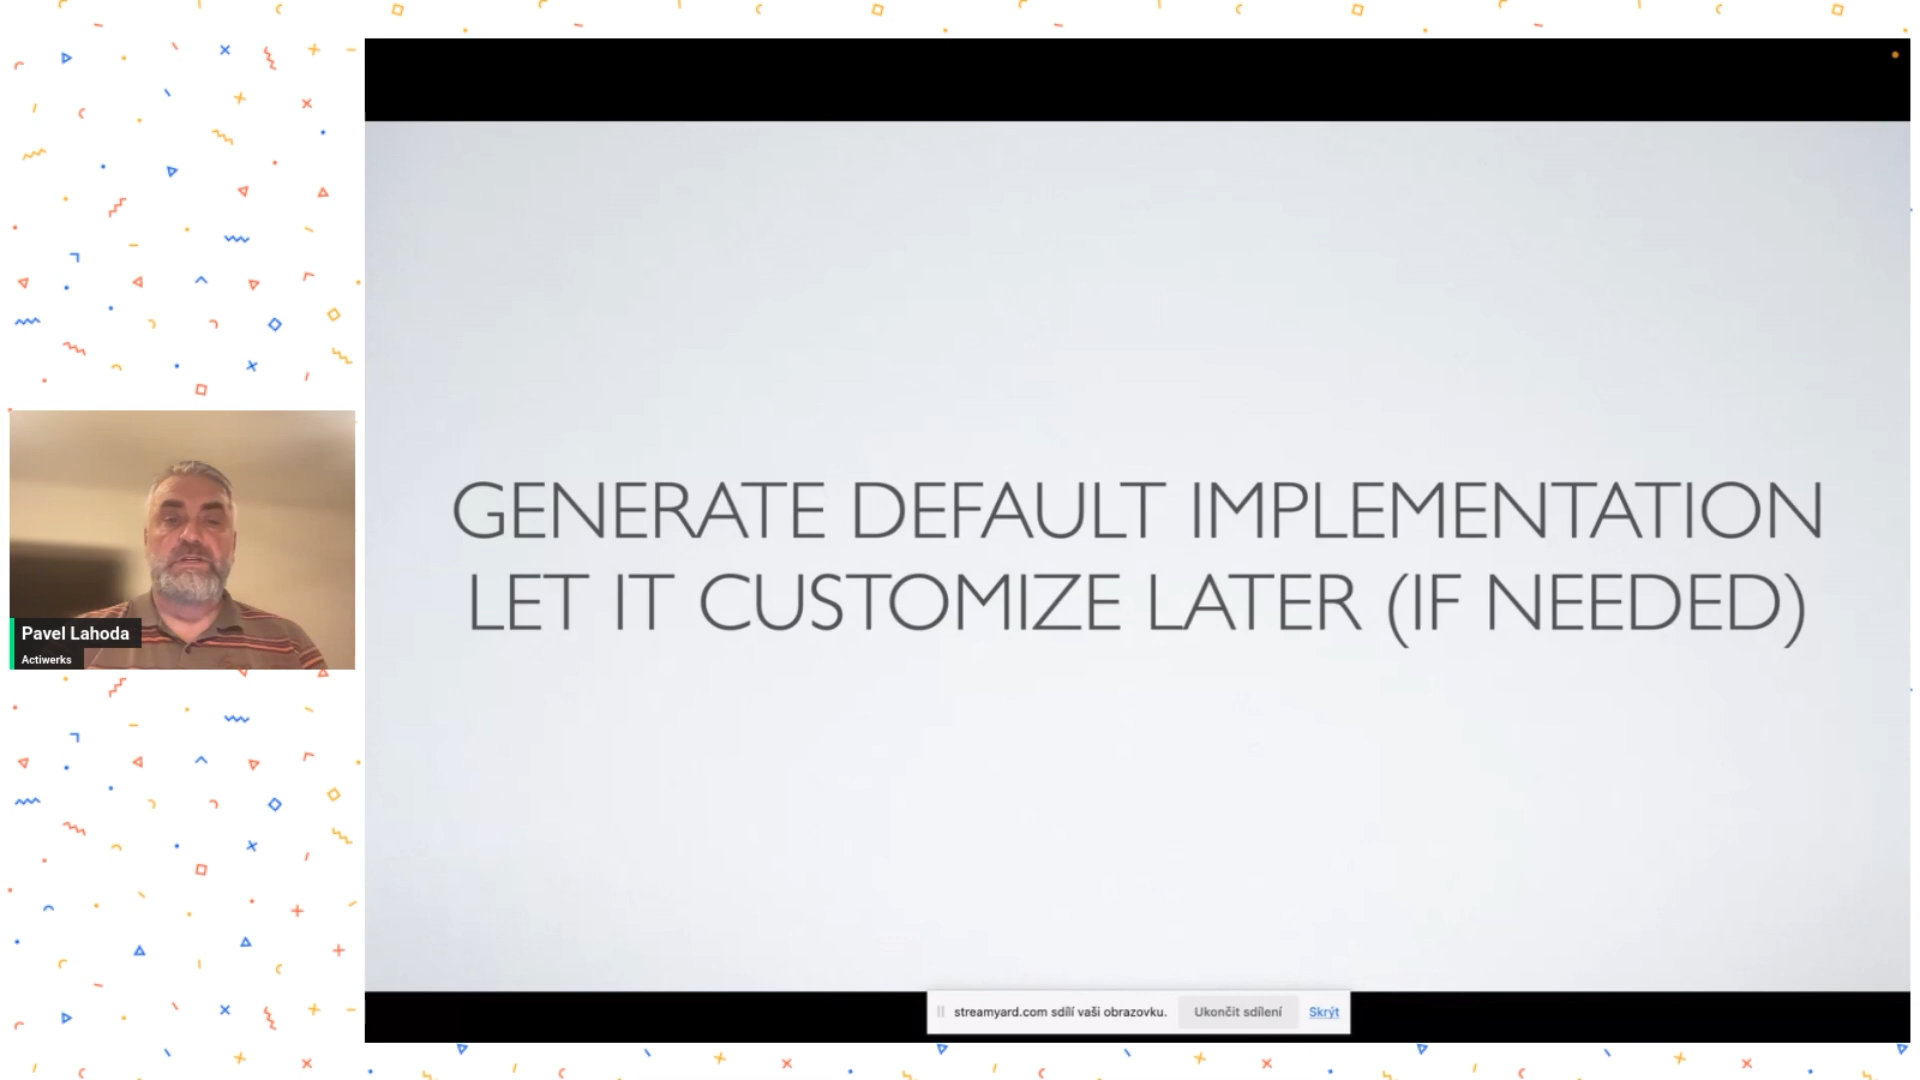 GENERATE DEFAULT IMPLEMENTATION
LET IT CUSTOMIZE LATER (IF NEEDED)
Pavel Lahoda
Actiwerks
streamyard.com sdílí vaši obrazovku. Ukončit sdílení Skrýt